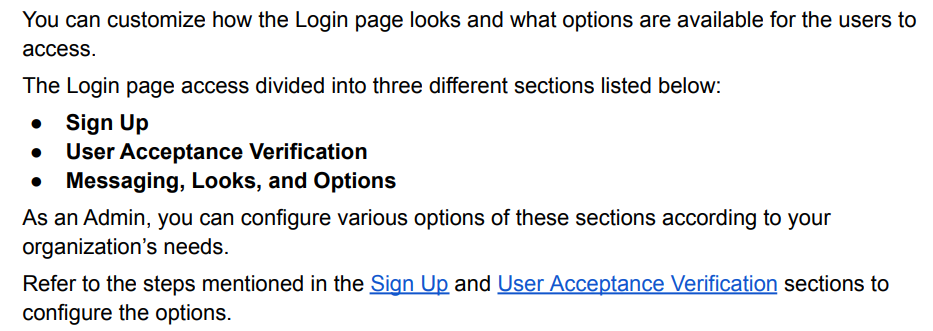 You can customize how the Login page looks and what options are available for the users to
access.
The Login page access divided into three different sections listed below:
● Sign Up
● User Acceptance Verification
● Messaging, Looks, and Options
As an Admin, you can configure various options of these sections according to your
organization’s needs.
Refer to the steps mentioned in the Sign Up and User Acceptance Verification sections to
configure the options.